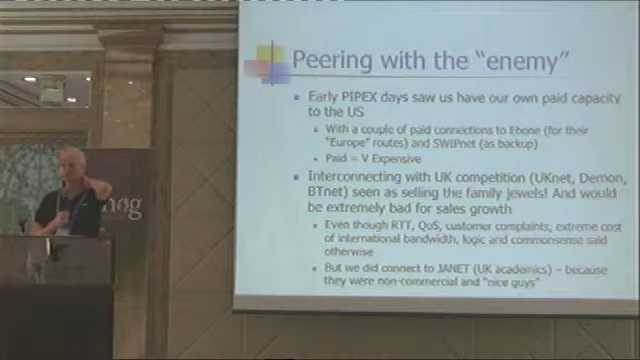 Peering with the "enemy"
Early PIPEX days saw us have our own paid capacity
to the US
With a couple of paid connections to Ebone (for their
"Europe" routes) and SWIPnet (as backup)
Paid = V Expensive
Interconnecting with UK competition (UKnet, Demon,
BTnet) seen as selling the family jewels! And would
be extremely bad for sales growth
Even though RTT, QoS, customer complaints, extreme cost
of international bandwidth, logic and commonsense said
otherwise
But we did connect to JANET (UK academics) – because
they were non-commercial and "nice guys"
nog